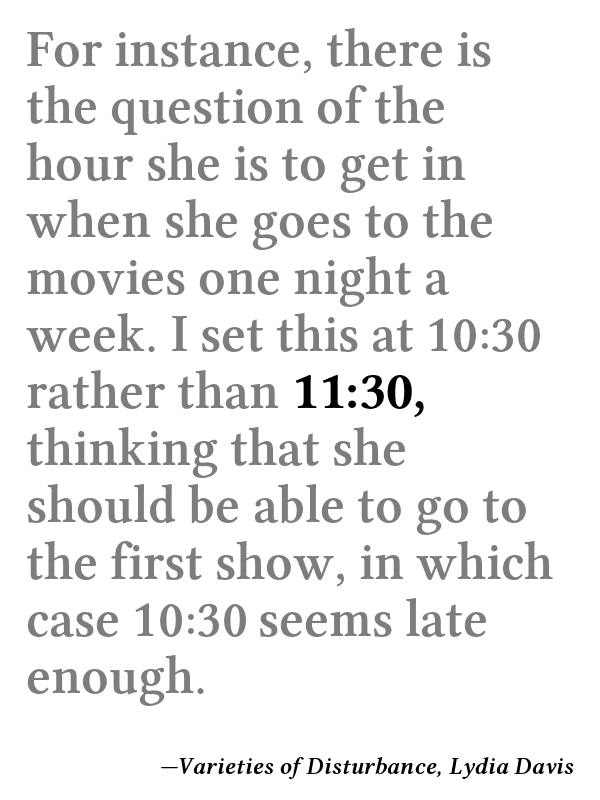 For instance, there is
the question of the
hour she is to get in
when she goes to the
movies one night a
week. I set this at 10:30
rather than 11:30,
thinking that she
should be able to go to
the first show, in which
case 10:30 seems late
enough.
—Varieties of Disturbance, Lydia Davis